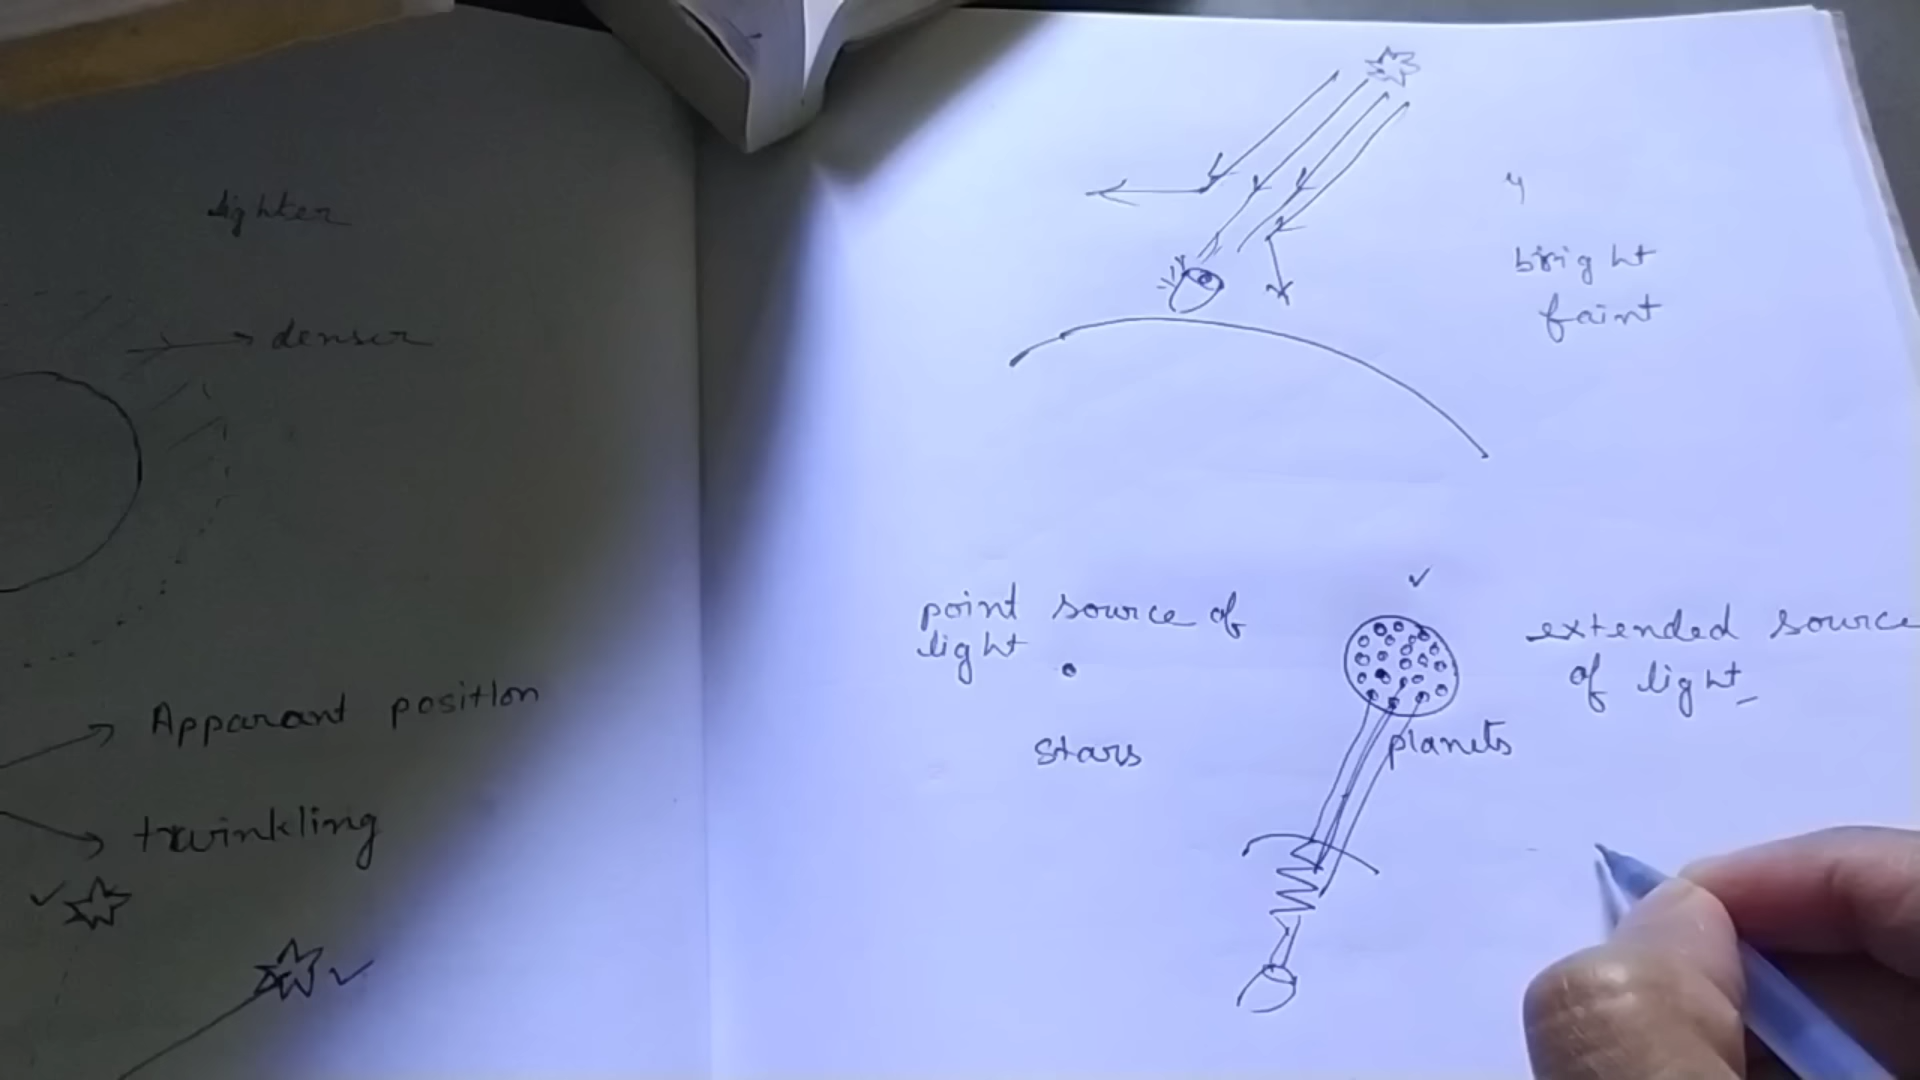 lighter
denser
Apparant position
twinkling
bright
faint
point source of
light
stars
planets
extended source
of light